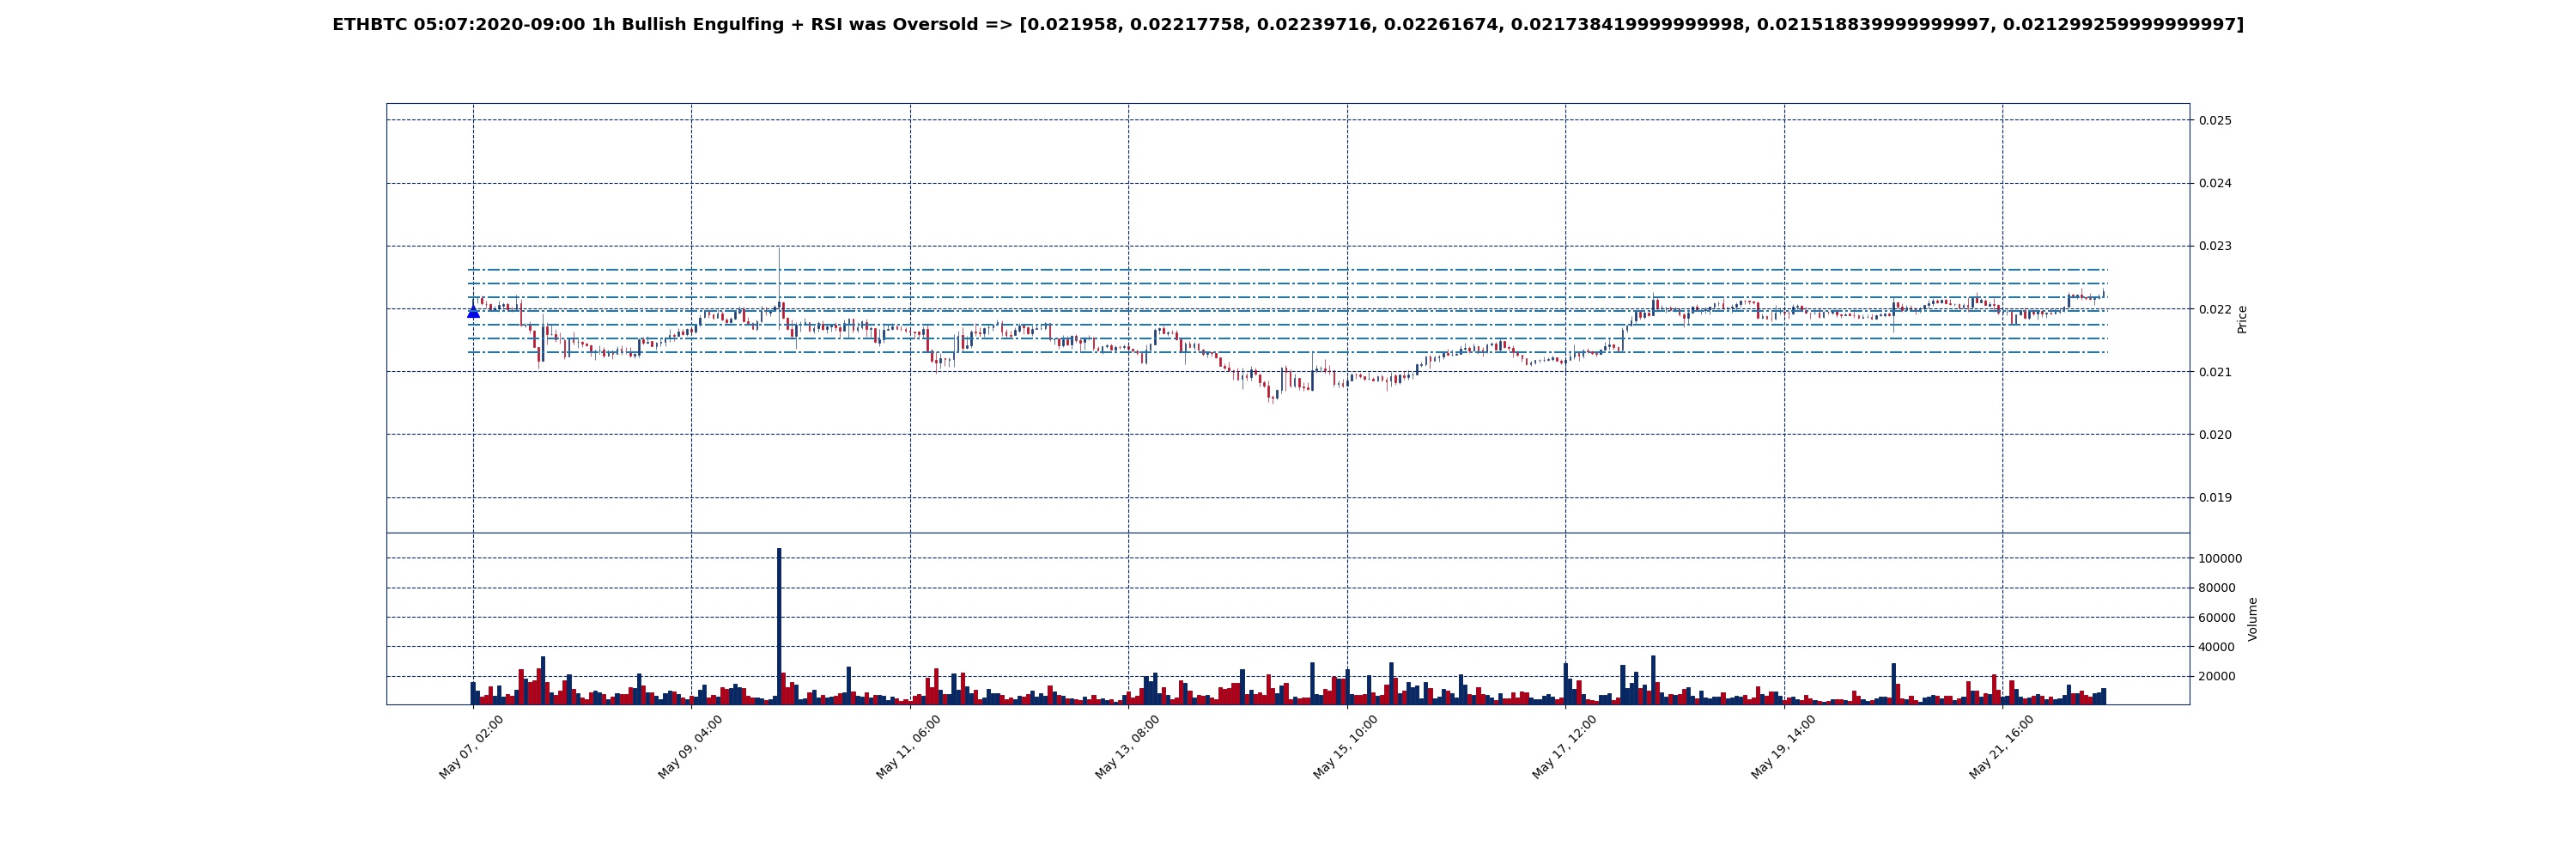 ETHBTC 05:07:2020-09:00 1h Bullish Engulfing + RSI was Oversold => [0.021958, 0.02217758, 0.02239716, 0.02261674, 0.021738419999999998, 0.021518839999999997, 0.021299259999999997]
0.025
0.024
0.023
0.022
0.021
0.020
0.019
Price
100000
80000
60000
40000
20000
Volume
May 07, 02:00
May 09, 04:00
May 11, 06:00
May 13, 08:00
May 15, 10:00
May 17, 12:00
May 19, 14:00
May 21, 16:00